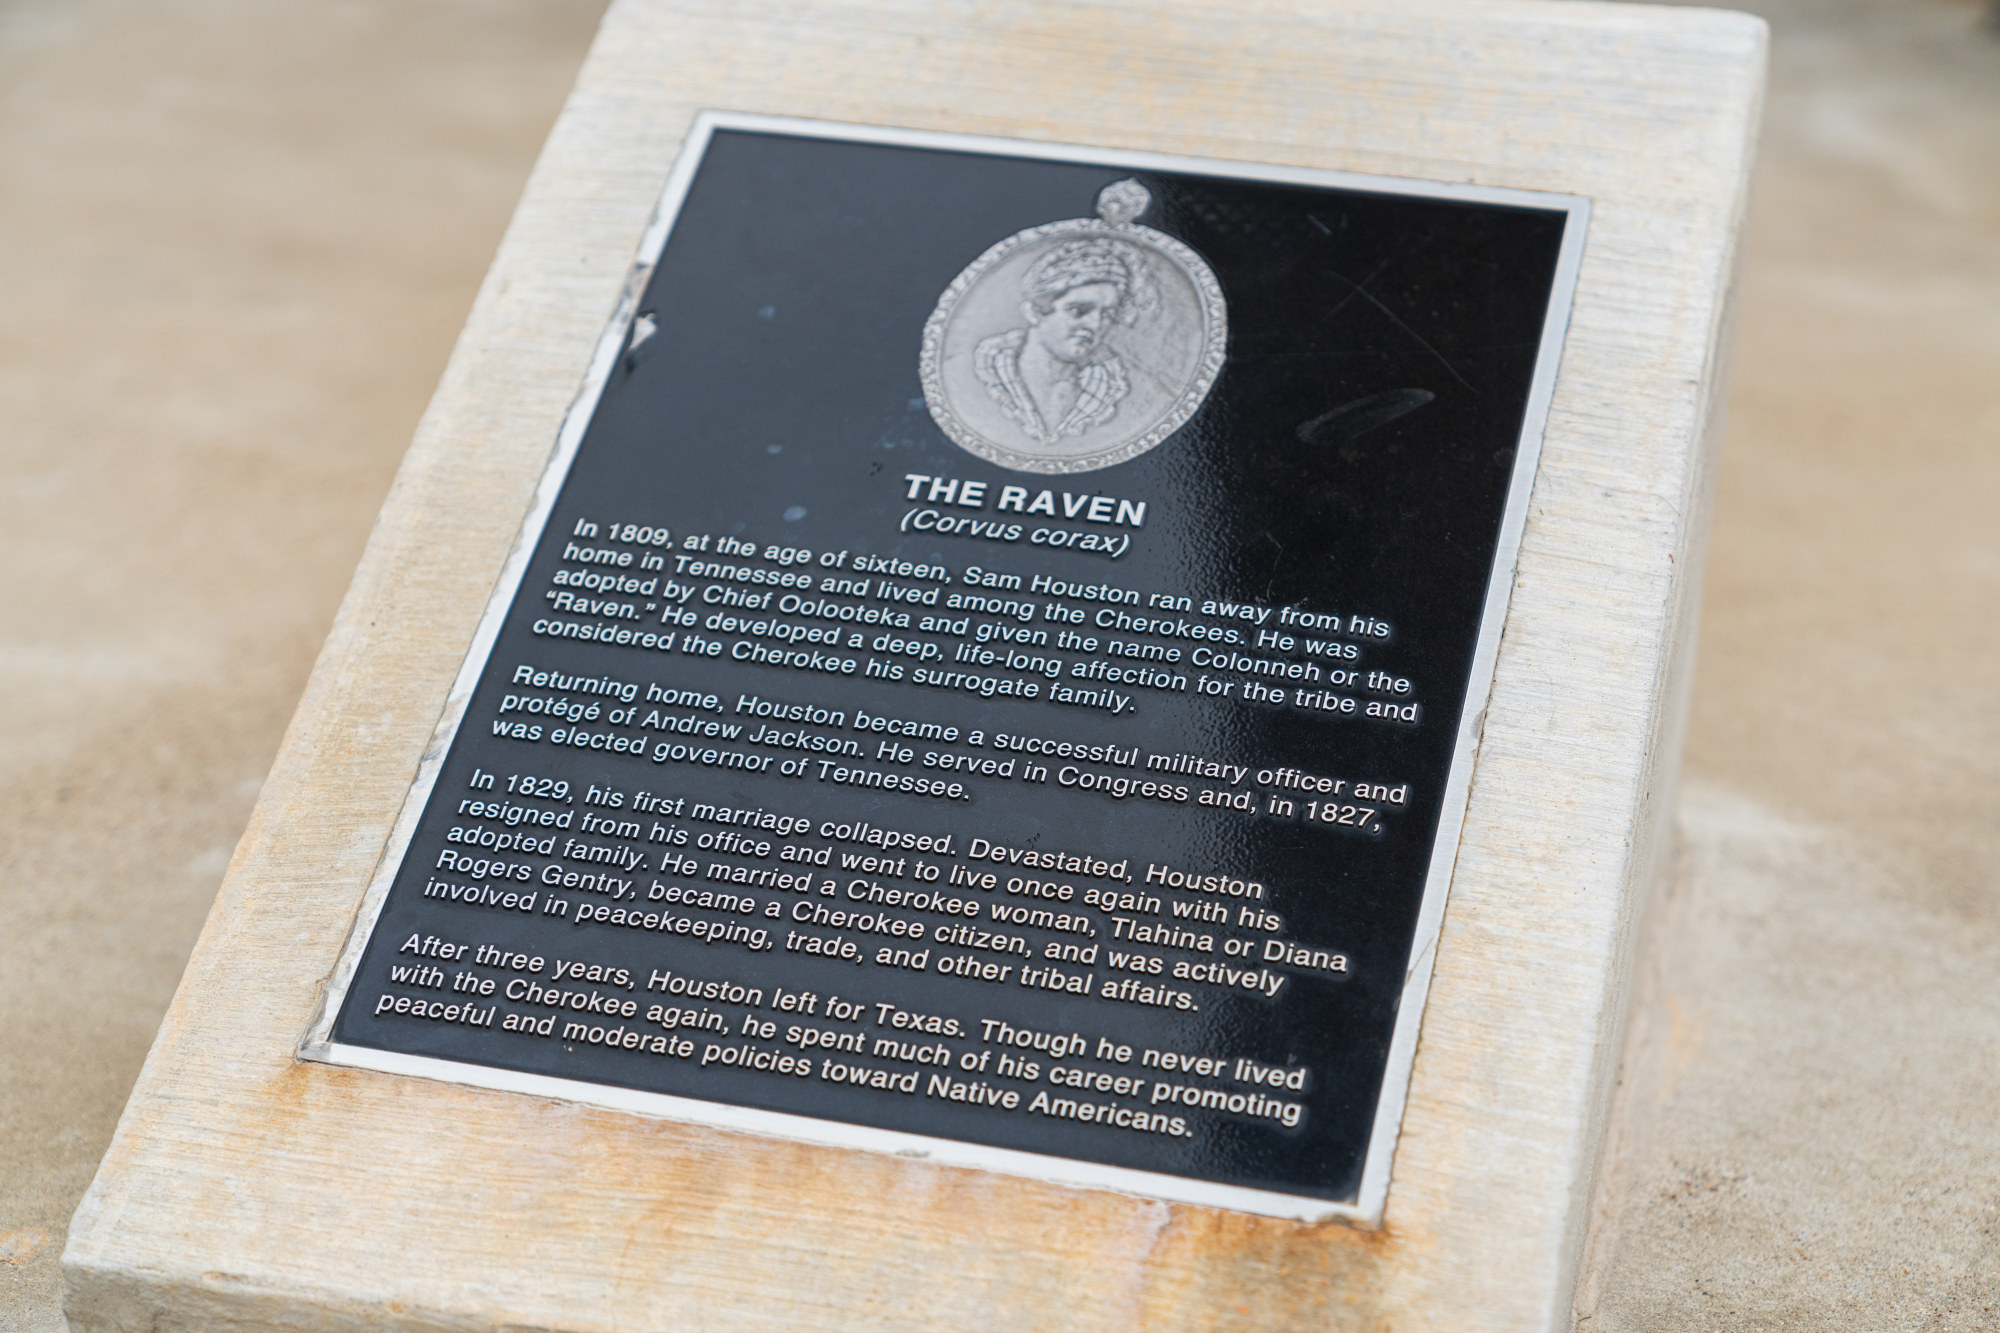 THE RAVEN
(Corvus corax)
In 1809, at the age of sixteen, Sam Houston ran away from his
home in Tennessee and lived among the Cherokees. He was
adopted by Chief Oolooteka and given the name Colonneh or the
“Raven.” He developed a deep, life-long affection for the tribe and
considered the Cherokee his surrogate family.
Returning home, Houston became a successful military officer and
protégé of Andrew Jackson. He served in Congress and, in 1827,
was elected governor of Tennessee.
In 1829, his first marriage collapsed. Devastated, Houston
resigned from his office and went to live once again with his
adopted family. He married a Cherokee woman, Tlahina or Diana
Rogers Gentry, became a Cherokee citizen, and was actively
involved in peacekeeping, trade, and other tribal affairs.
After three years, Houston left for Texas. Though he never lived
with the Cherokee again, he spent much of his career promoting
peaceful and moderate policies toward Native Americans.